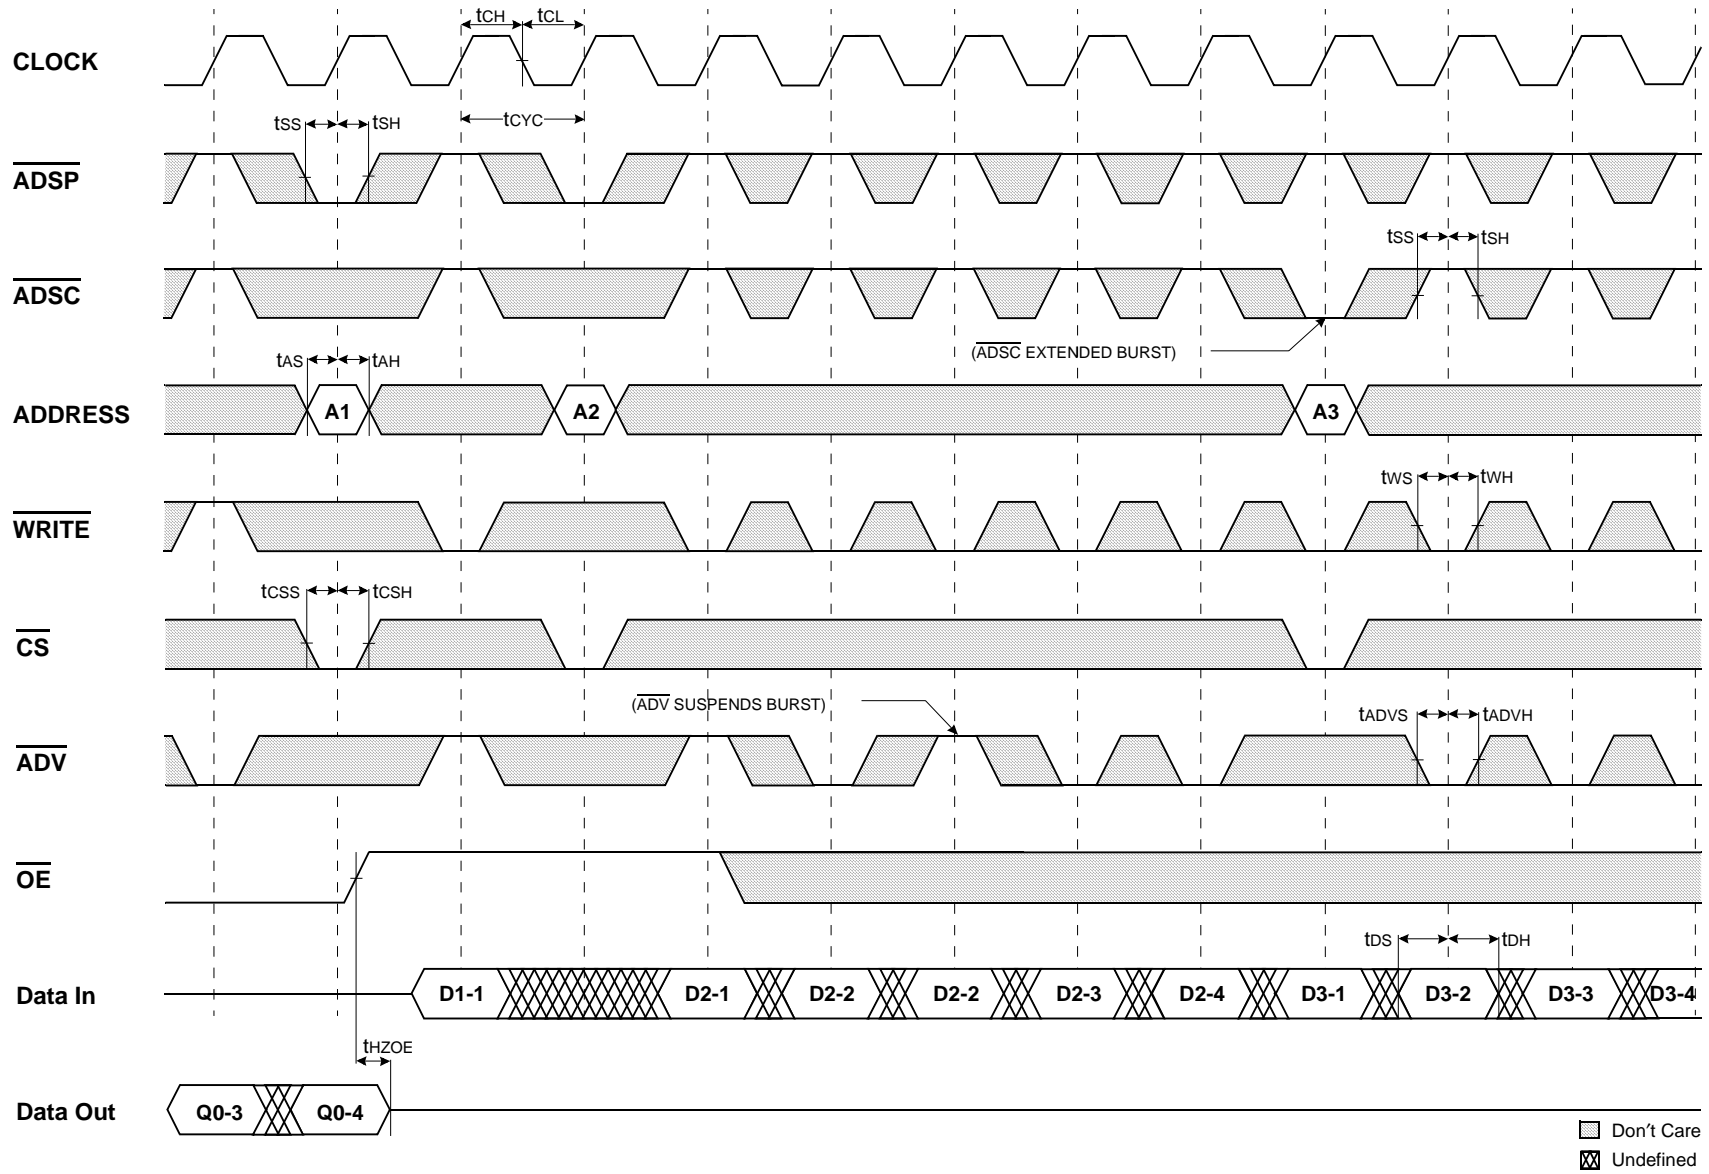 tCH tCL
CLOCK
tSS tSH tCYC
ADSP
tSS tSH
ADSC
(ADSC EXTENDED BURST)
tAS tAH
ADDRESS A1 A2 A3
tWS tWH
WRITE
tCSS tCSH
CS
(ADV SUSPENDS BURST)
tADVS tADVH
ADV
OE
tDS tDH
Data In D1-1 D2-1 D2-2 D2-2 D2-3 D2-4 D3-1 D3-2 D3-3 D3-4
tHZOE
Data Out Q0-3 Q0-4
Don′t Care
Undefined